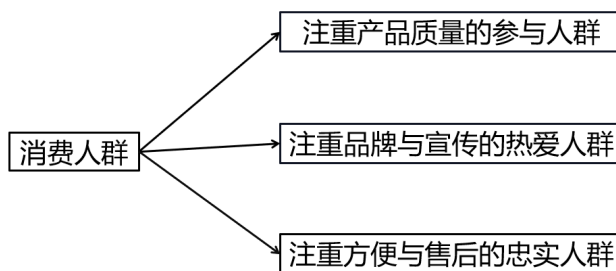 注重产品质量的参与人群
消费人群
注重品牌与宣传的热爱人群
注重方便与售后的忠实人群